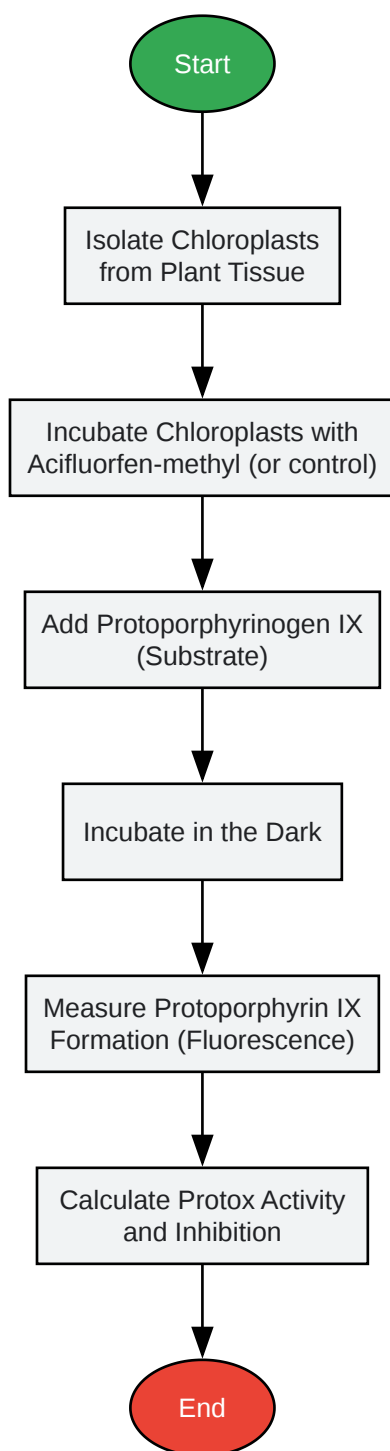 Start
Isolate Chloroplasts
from Plant Tissue
Incubate Chloroplasts with
Acifluorfen-methyl (or control)
Add Protoporphyrinogen IX
(Substrate)
Incubate in the Dark
Measure Protoporphyrin IX
Formation (Fluorescence)
Calculate Protox Activity
and Inhibition
End